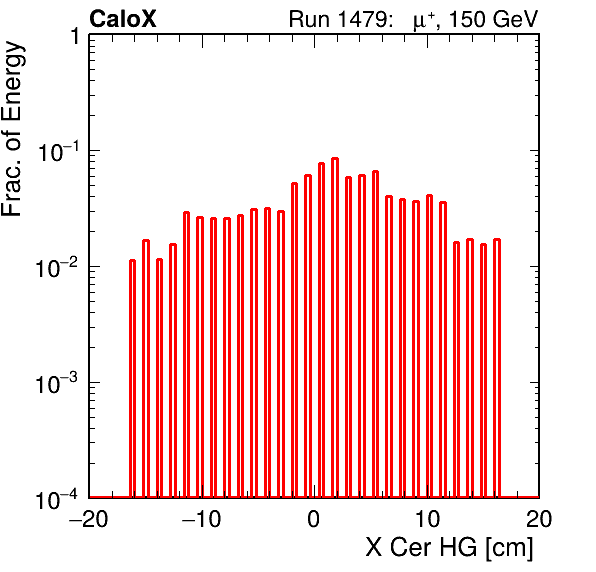 CaloX Run 1479: μ⁺, 150 GeV
Frac. of Energy
1
10⁻¹
10⁻²
10⁻³
10⁻⁴
−20 −10 0 10 20
X Cer HG [cm]